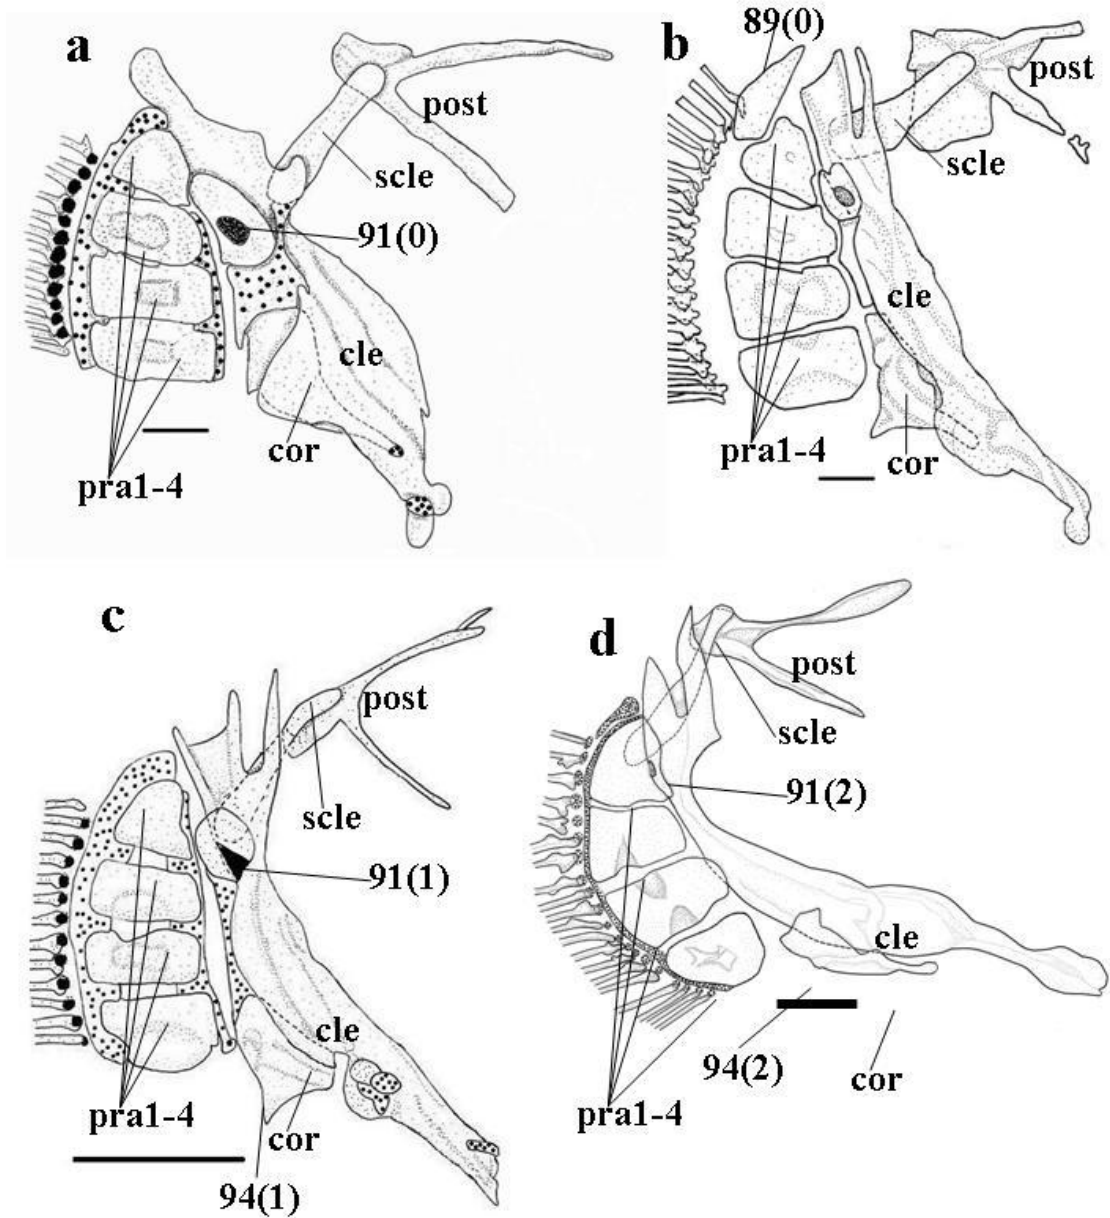 a
post
scle
91(0)
cle
cor
pra1-4
b
89(0)
post
scle
cle
pra1-4
cor
c
post
scle
91(1)
cle
pra1-4
cor
94(1)
d
post
scle
91(2)
cle
94(2)
cor
pra1-4